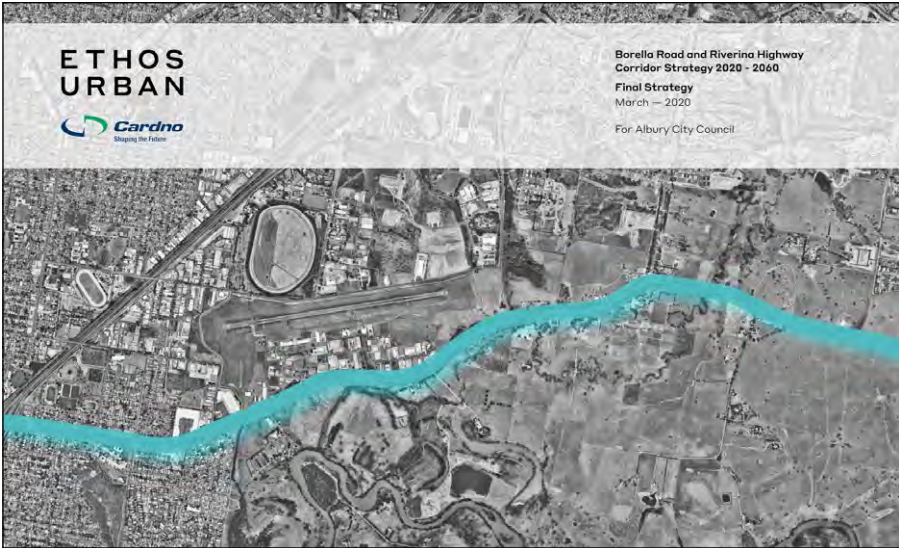 ETHOS
URBAN
Cardno
Shaping the Future
Borella Road and Riverina Highway
Corridor Strategy 2020 - 2060
Final Strategy
March — 2020
For Albury City Council